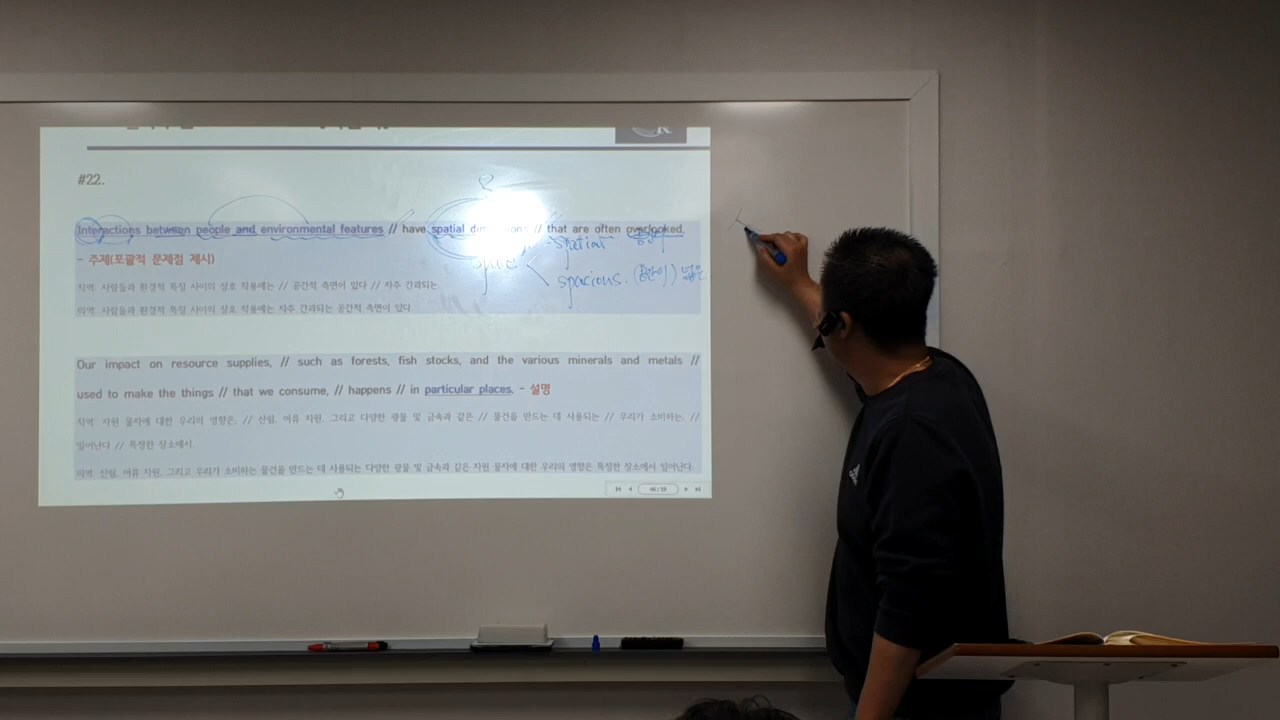 #22.
Interactions between people and environmental features // have spatial dimensions // that are often overlooked.
spatial 공간의
- 주제(포괄적 문제점 제시)
space
spacious. (공간이) 넓은
직역: 사람들과 환경적 특징 사이의 상호 작용에는 // 공간적 측면이 있다 // 자주 간과되는.
의역: 사람들과 환경적 특징 사이의 상호 작용에는 자주 간과되는 공간적 측면이 있다.
Our impact on resource supplies, // such as forests, fish stocks, and the various minerals and metals //
used to make the things // that we consume, // happens // in particular places. - 설명
직역: 자원 물자에 대한 우리의 영향은, // 산림, 어류 자원, 그리고 다양한 광물 및 금속과 같은 // 물건을 만드는 데 사용되는 // 우리가 소비하는, //
일어난다 // 특정한 장소에서.
의역: 산림, 어류 자원, 그리고 우리가 소비하는 물건을 만드는 데 사용되는 다양한 광물 및 금속과 같은 자원 물자에 대한 우리의 영향은 특정한 장소에서 일어난다.